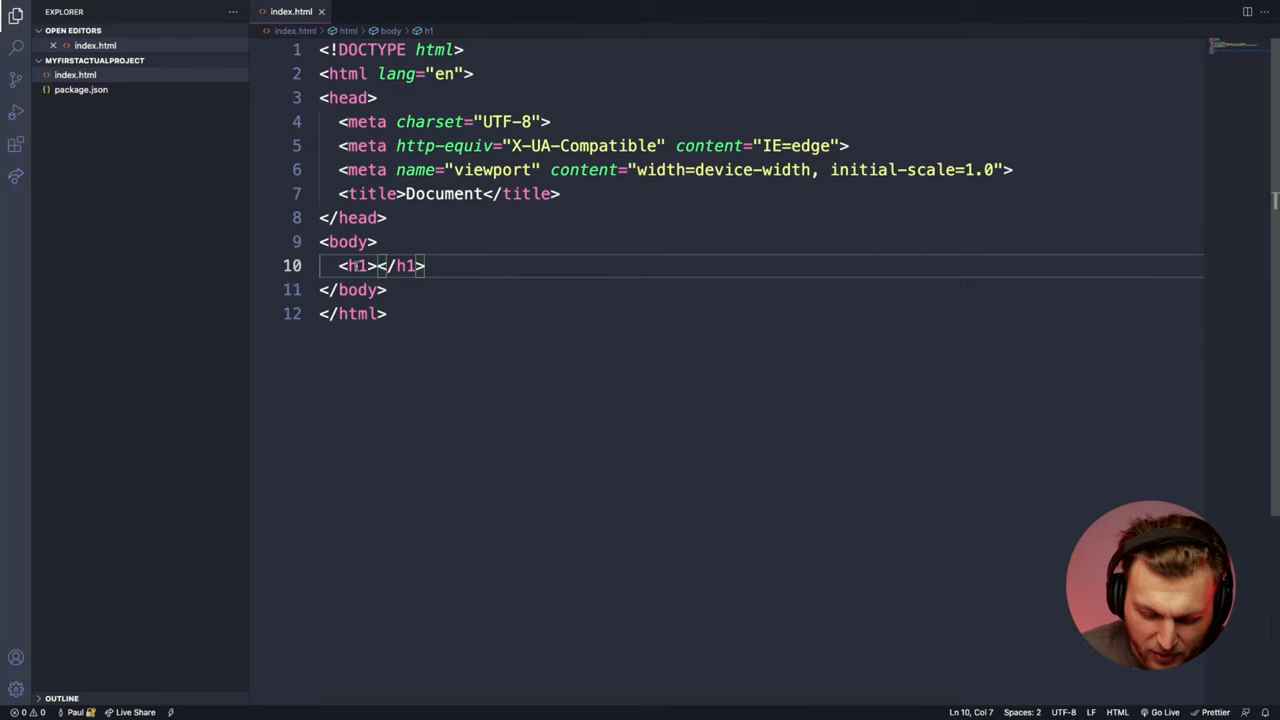 EXPLORER
OPEN EDITORS
index.html
MYFIRSTACTUALPROJECT
index.html
{} package.json
OUTLINE
index.html
index.html > html > body > h1
1 <!DOCTYPE html>
2 <html lang="en">
3 <head>
4 <meta charset="UTF-8">
5 <meta http-equiv="X-UA-Compatible" content="IE=edge">
6 <meta name="viewport" content="width=device-width, initial-scale=1.0">
7 <title>Document</title>
8 </head>
9 <body>
10 <h1></h1>
11 </body>
12 </html>
0 0 Paul Live Share Ln 10, Col 7 Spaces: 2 UTF-8 LF HTML Go Live Prettier